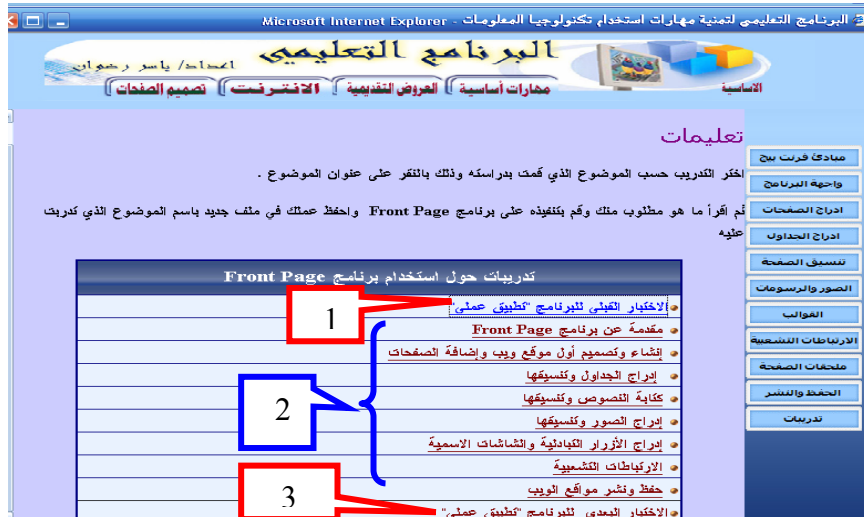 البرنامج التعليمي لتمنية مهارات استخدام تكنولوجيا المعلومات - Microsoft Internet Explorer
البرنامج التعليمي
اعداد/ ياسر رضوان
الاساسية
مهارات أساسية
العروض التقديمية
الانترنت
تصميم الصفحات
مبادئ فرنت بيج
واجهة البرنامج
ادراج الصفحات
ادراج الجداول
تنسيق الصفحة
الصور والرسومات
القوالب
الارتباطات التشعبية
ملحقات الصفحة
الحفظ والنشر
تدريبات
تعليمات
اختر التدريب حسب الموضوع الذي قمت بدراسته وذلك بالنقر على عنوان الموضوع .
ثم اقرأ ما هو مطلوب منك وقم بتنفيذه على برنامج Front Page واحفظ عملك في ملف جديد باسم الموضوع الذي تدربت
عليه
تدريبات حول استخدام برنامج Front Page
الاختبار القبلي للبرنامج "تطبيق عملي"
مقدمة عن برنامج Front Page
إنشاء وتصميم أول موقع ويب وإضافة الصفحات
إدراج الجداول وتنسيقها
كتابة النصوص وتنسيقها
إدراج الصور وتنسيقها
إدراج الأزرار التبادلية والشاشات الاسمية
الارتباطات التشعبية
حفظ ونشر مواقع الويب
الاختبار البعدي للبرنامج "تطبيق عملي"
1
2
3